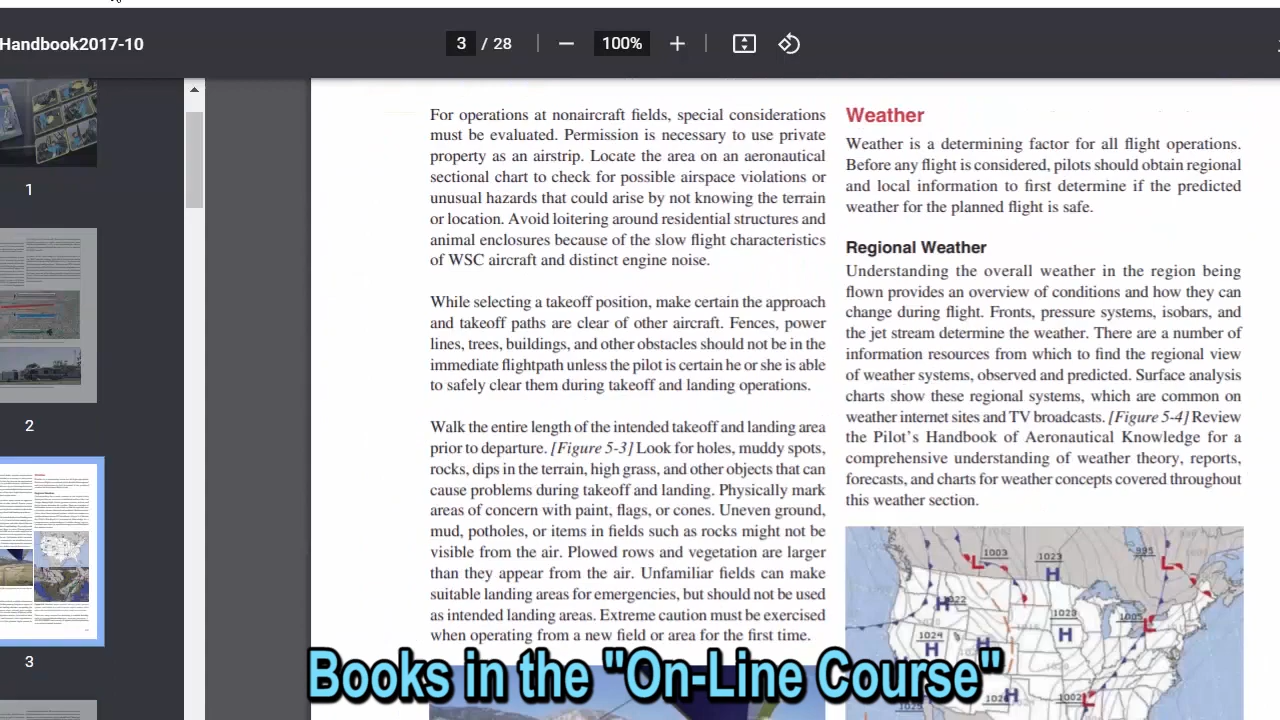 Handbook2017-10
3 / 28
100%
1
2
3
For operations at nonaircraft fields, special considerations
must be evaluated. Permission is necessary to use private
property as an airstrip. Locate the area on an aeronautical
sectional chart to check for possible airspace violations or
unusual hazards that could arise by not knowing the terrain
or location. Avoid loitering around residential structures and
animal enclosures because of the slow flight characteristics
of WSC aircraft and distinct engine noise.
While selecting a takeoff position, make certain the approach
and takeoff paths are clear of other aircraft. Fences, power
lines, trees, buildings, and other obstacles should not be in the
immediate flightpath unless the pilot is certain he or she is able
to safely clear them during takeoff and landing operations.
Walk the entire length of the intended takeoff and landing area
prior to departure. [Figure 5-3] Look for holes, muddy spots,
rocks, dips in the terrain, high grass, and other objects that can
cause problems during takeoff and landing. Physically mark
areas of concern with paint, flags, or cones. Uneven ground,
mud, potholes, or items in fields such as rocks might not be
visible from the air. Plowed rows and vegetation are larger
than they appear from the air. Unfamiliar fields can make
suitable landing areas for emergencies, but should not be used
as intended landing areas. Extreme caution must be exercised
when operating from a new field or area for the first time.
Weather
Weather is a determining factor for all flight operations.
Before any flight is considered, pilots should obtain regional
and local information to first determine if the predicted
weather for the planned flight is safe.
Regional Weather
Understanding the overall weather in the region being
flown provides an overview of conditions and how they can
change during flight. Fronts, pressure systems, isobars, and
the jet stream determine the weather. There are a number of
information resources from which to find the regional view
of weather systems, observed and predicted. Surface analysis
charts show these regional systems, which are common on
weather internet sites and TV broadcasts. [Figure 5-4] Review
the Pilot's Handbook of Aeronautical Knowledge for a
comprehensive understanding of weather theory, reports,
forecasts, and charts for weather concepts covered throughout
this weather section.
1003
L
1023
H
995
L
H
1022
1024
H
1023
H
H
1005
L
H
1011
1002
L
Books in the "On-Line Course"